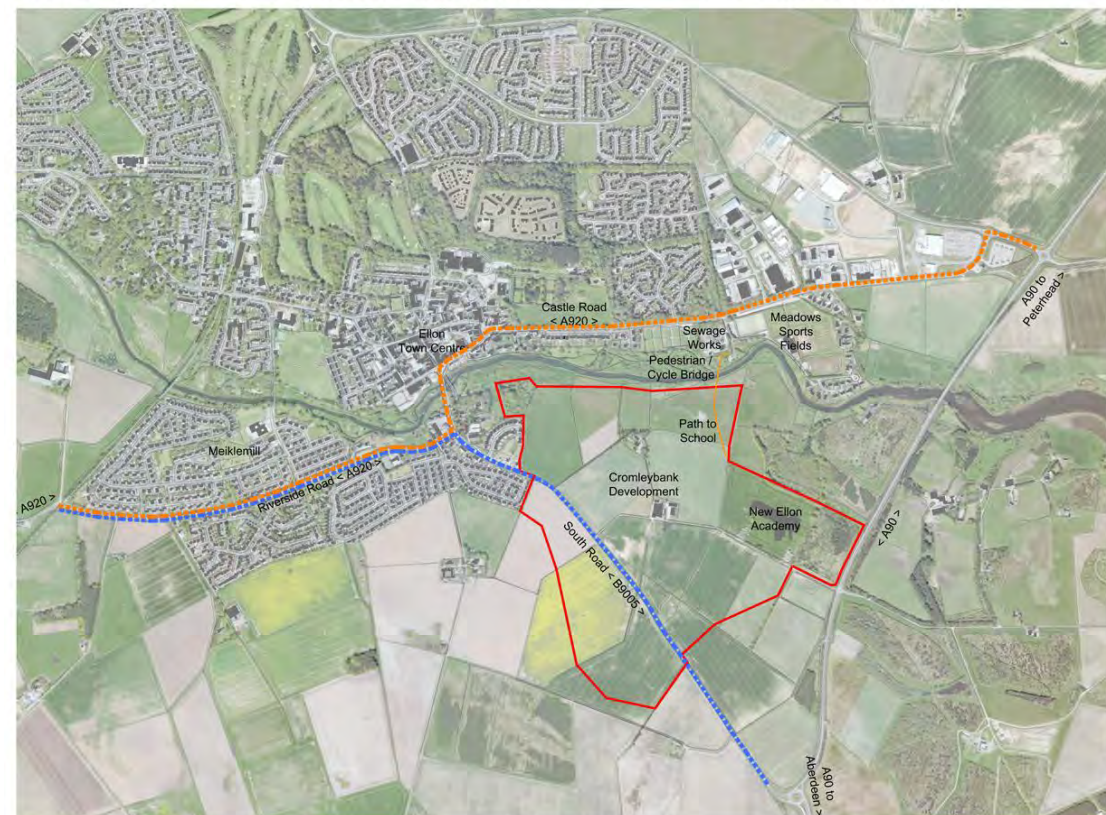 Castle Road
< A920 >
Ellon
Town Centre
Sewage
Works
Meadows
Sports
Fields
A90 to
Peterhead >
Pedestrian /
Cycle Bridge
Path to
School
Meiklemill
Riverside Road < A920 >
A920 >
Cromleybank
Development
New Ellon
Academy
< A90 >
South Road < B9005 >
A90 to
Aberdeen >